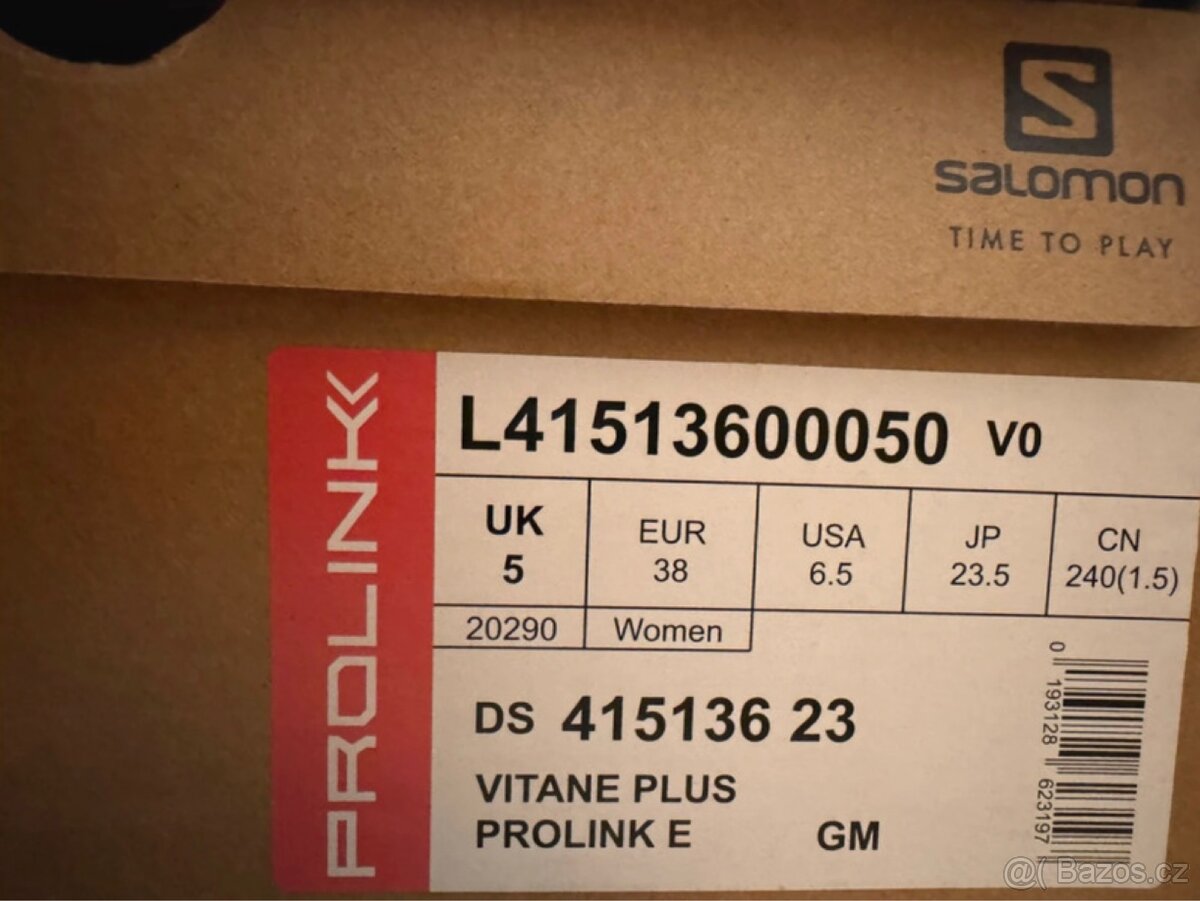 S
salomon
TIME TO PLAY
PROLINK
L41513600050 V0
UK EUR USA JP CN
5 38 6.5 23.5 240(1.5)
20290 Women
DS 415136 23
VITANE PLUS
PROLINK E GM
0 193128 623197
@( Bazos.cz